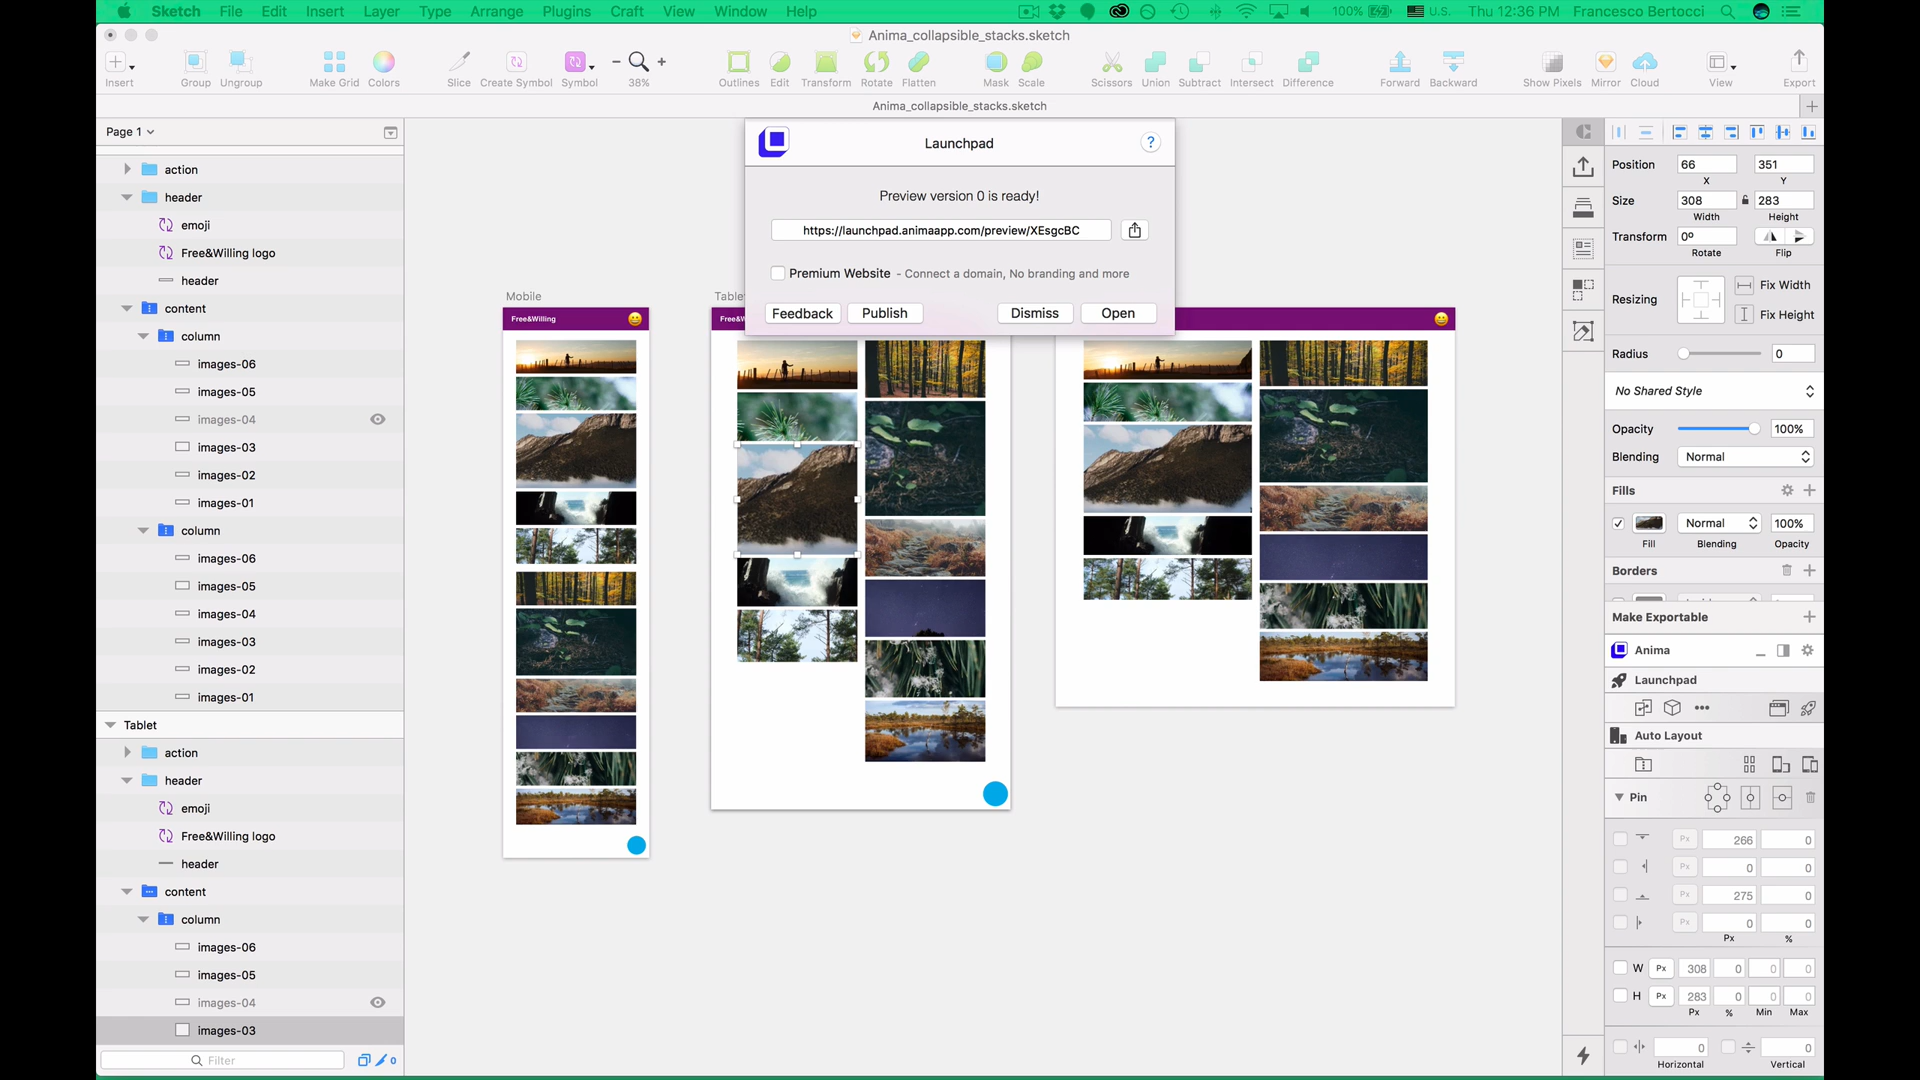 Sketch File Edit Insert Layer Type Arrange Plugins Craft View Window Help 100% U.S. Thu 12:36 PM Francesco Bertocci
Anima_collapsible_stacks.sketch
38%
Insert Group Ungroup Make Grid Colors Slice Create Symbol Symbol Outlines Edit Transform Rotate Flatten Mask Scale Scissors Union Subtract Intersect Difference Forward Backward Show Pixels Mirror Cloud View Export
Anima_collapsible_stacks.sketch
Page 1
action
header
emoji
Free&Willing logo
header
content
column
images-06
images-05
images-04
images-03
images-02
images-01
column
images-06
images-05
images-04
images-03
images-02
images-01
Tablet
action
header
emoji
Free&Willing logo
header
content
column
images-06
images-05
images-04
images-03
Filter
0
Launchpad
?
Preview version 0 is ready!
https://launchpad.animaapp.com/preview/XEsgcBC
Premium Website - Connect a domain, No branding and more
Feedback Publish Dismiss Open
Mobile
Free&Willing
Position 66 351
X Y
Size 308 283
Width Height
Transform 0º
Rotate Flip
Resizing
Fix Width
Fix Height
Radius 0
No Shared Style
Opacity 100%
Blending Normal
Fills
Normal 100%
Fill Blending Opacity
Borders
Make Exportable
Anima
Launchpad
Auto Layout
Pin
Px 266 0
Px 0 0
Px 275 0
Px 0 0
Px %
W Px 308 0 0 0
H Px 283 0 0 0
Px % Min Max
0 0
Horizontal Vertical